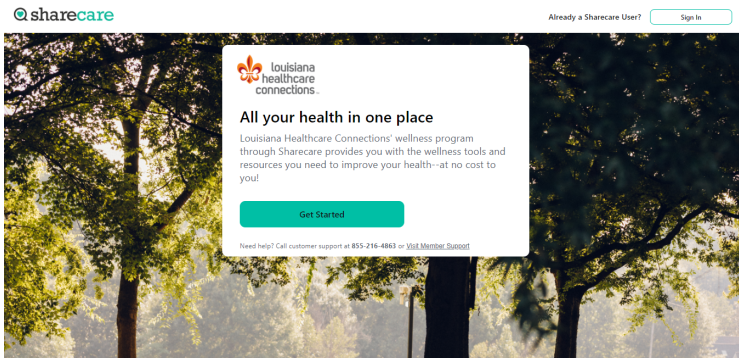 sharecare
Already a Sharecare User?
Sign In
louisiana
healthcare
connections
All your health in one place
Louisiana Healthcare Connections' wellness program
through Sharecare provides you with the wellness tools and
resources you need to improve your health--at no cost to
you!
Get Started
Need help? Call customer support at 855-216-4863 or Visit Member Support